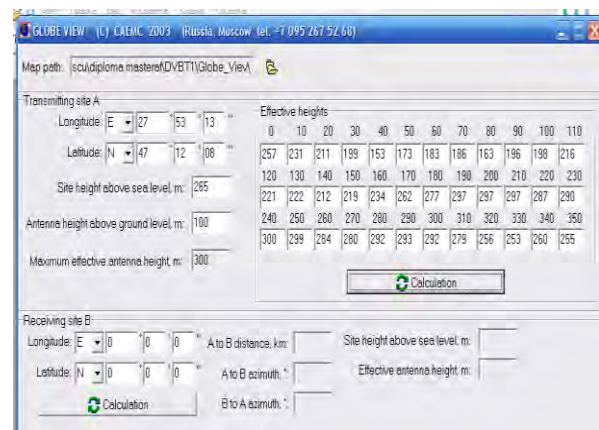 GLOBE VIEW (C) CAEMC 2003 (Russia, Moscow tel. +7 095 267 52 68)
Map path: scu\diploma masterat\DVBT1\Globe_View\
Transmitting site A
Longitude: E 27 ° 53 ' 13 "
Latitude: N 47 ° 12 ' 08 "
Site height above sea level, m: 265
Antenna height above ground level, m: 100
Maximum effective antenna height, m: 300
Effective heights
0 10 20 30 40 50 60 70 80 90 100 110
257 231 211 199 153 173 183 186 163 196 198 216
120 130 140 150 160 170 180 190 200 210 220 230
221 222 212 219 234 262 277 297 297 297 287 290
240 250 260 270 280 290 300 310 320 330 340 350
300 299 284 280 292 293 292 279 256 253 260 255
Calculation
Receiving site B
Longitude: E 0 ° 0 ' 0 "
Latitude: N 0 ° 0 ' 0 "
Calculation
A to B distance, km:
A to B azimuth, °:
B to A azimuth, °:
Site height above sea level, m:
Effective antenna height, m: